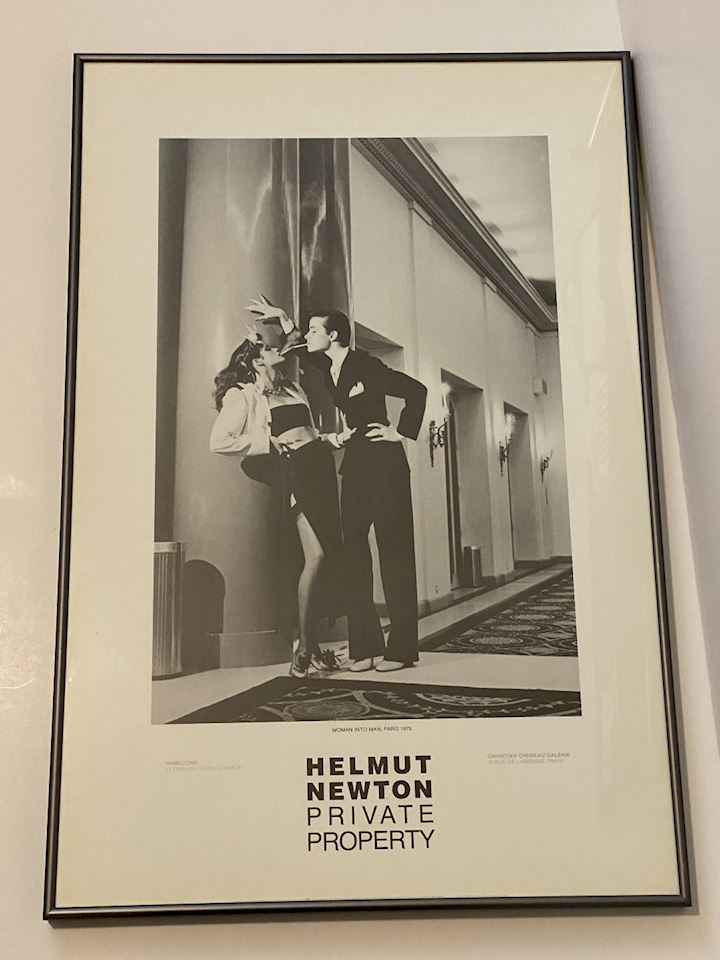 WOMAN INTO MAN, PARIS 1979
HAMILTONS
13 CARLOS PLACE, LONDON
CHRISTIAN CHENEAU GALERIE
30 RUE DE LISBONNE, PARIS
HELMUT
NEWTON
PRIVATE
PROPERTY